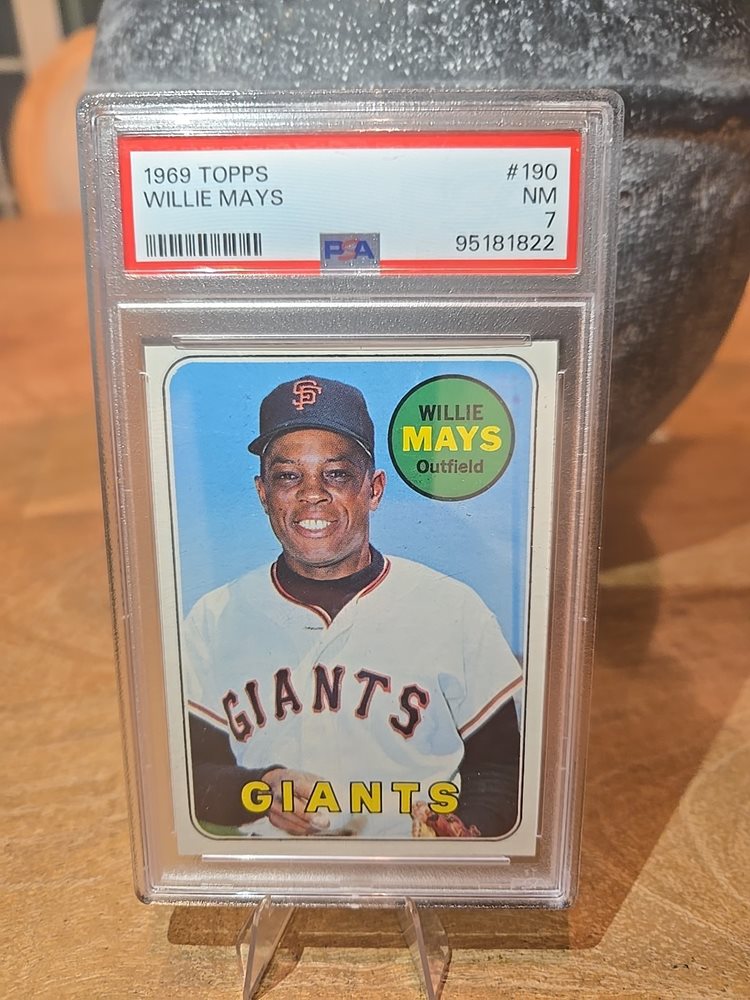 1969 TOPPS #190
WILLIE MAYS NM
7
PSA 95181822
SF
WILLIE
MAYS
Outfield
GIANTS
GIANTS